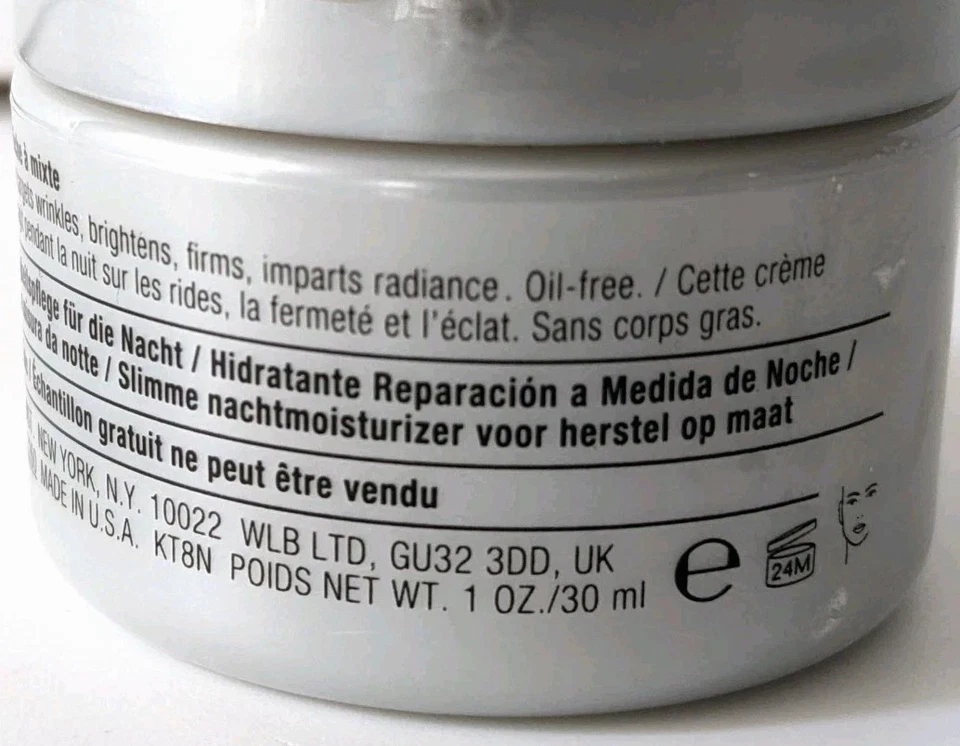 à mixte
wrinkles, brightens, firms, imparts radiance. Oil-free. / Cette crème
pendant la nuit sur les rides, la fermeté et l'éclat. Sans corps gras.
für die Nacht / Hidratante Reparación a Medida de Noche /
da notte / Slimme nachtmoisturizer voor herstel op maat
/ Échantillon gratuit ne peut être vendu
NEW YORK, N.Y. 10022 WLB LTD, GU32 3DD, UK
MADE IN U.S.A. KT8N POIDS NET WT. 1 OZ./30 ml
e
24M